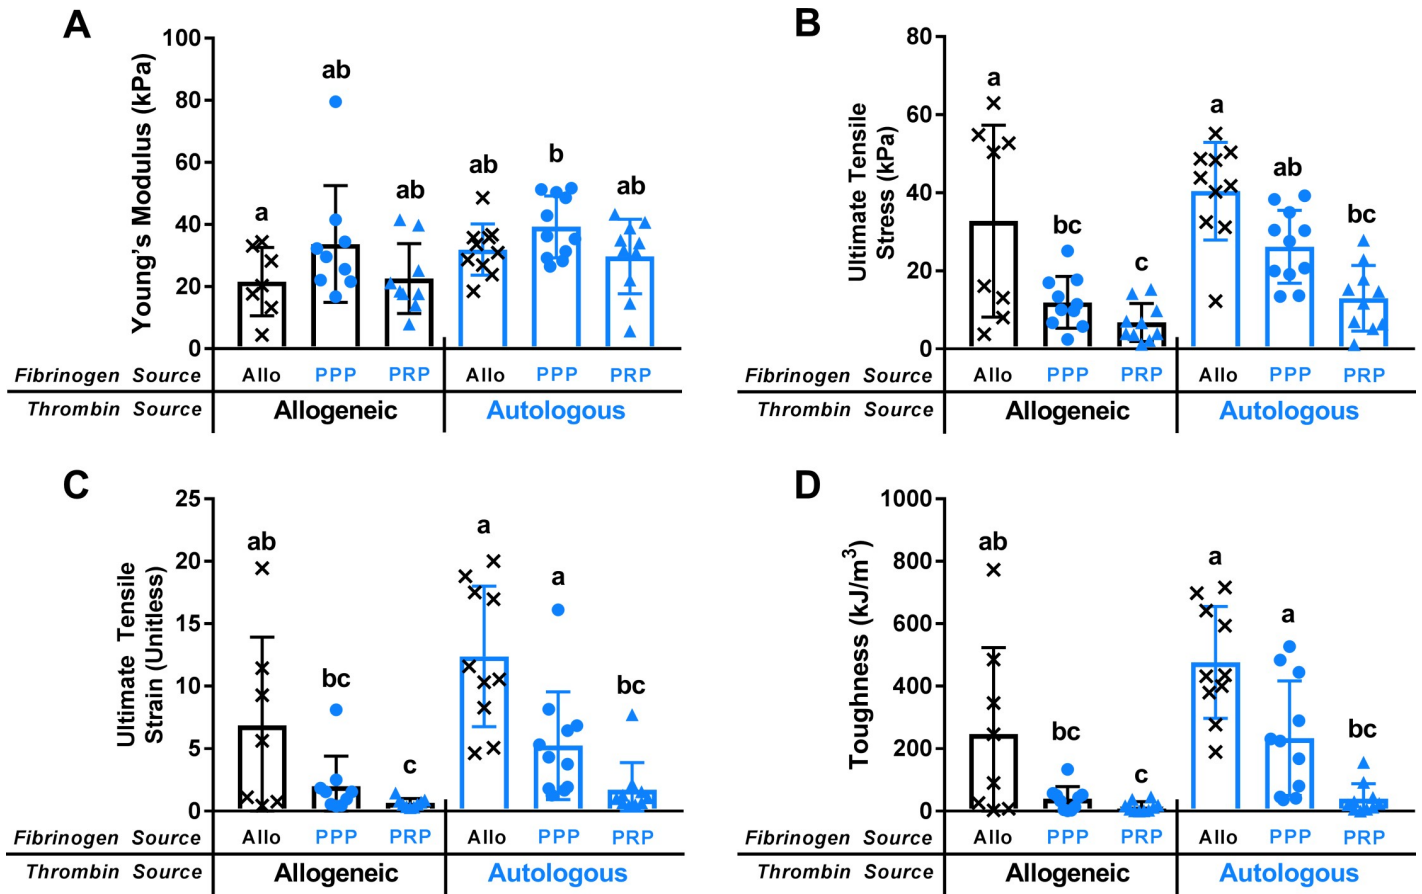 A
Young's Modulus (kPa)
100
80
60
40
20
0
a
ab
ab
ab
b
ab
Fibrinogen Source
Allo
PPP
PRP
Allo
PPP
PRP
Thrombin Source
Allogeneic
Autologous
B
Ultimate Tensile
Stress (kPa)
80
60
40
20
0
a
bc
c
a
ab
bc
Fibrinogen Source
Allo
PPP
PRP
Allo
PPP
PRP
Thrombin Source
Allogeneic
Autologous
C
Ultimate Tensile
Strain (Unitless)
25
20
15
10
5
0
ab
bc
c
a
a
bc
Fibrinogen Source
Allo
PPP
PRP
Allo
PPP
PRP
Thrombin Source
Allogeneic
Autologous
D
Toughness (kJ/m³)
1000
800
600
400
200
0
ab
bc
c
a
a
bc
Fibrinogen Source
Allo
PPP
PRP
Allo
PPP
PRP
Thrombin Source
Allogeneic
Autologous